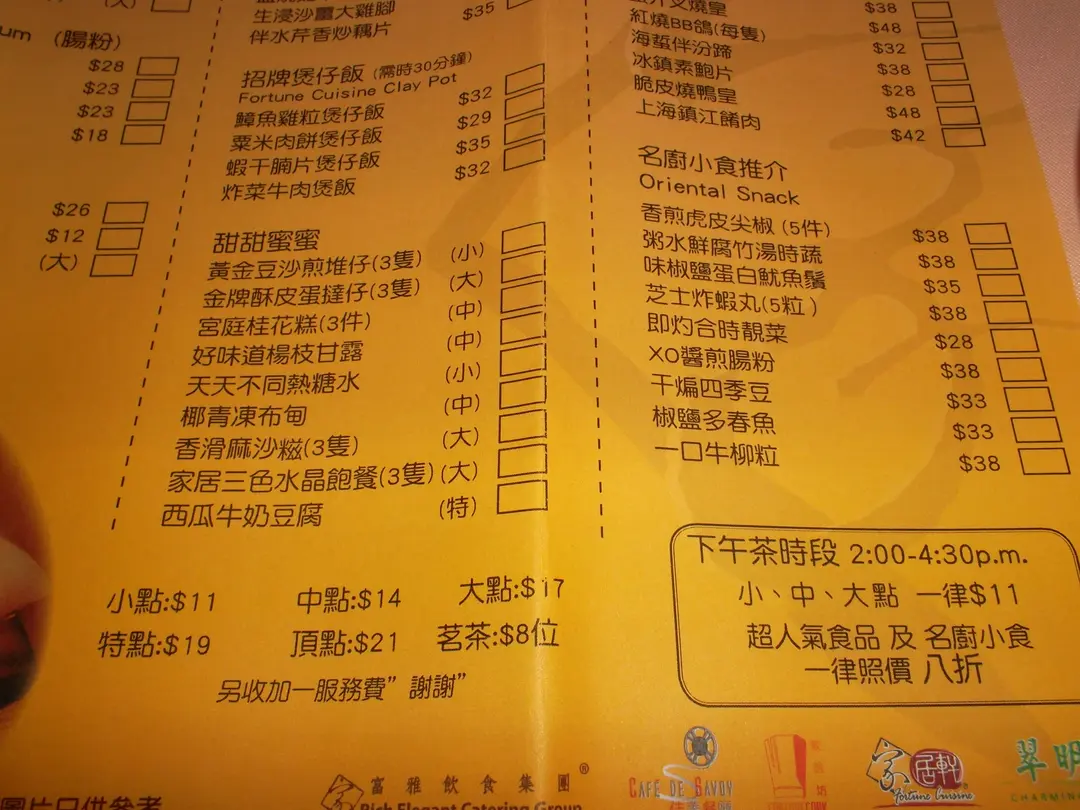 um (腸粉)
$28
$23
$23
$18
$26
$12
(大)
生浸沙薑大雞腳 $35
伴水芹香炒藕片
招牌煲仔飯 (需時30分鐘)
Fortune Cuisine Clay Pot
鱆魚雞粒煲仔飯 $32
粟米肉餅煲仔飯 $29
蝦干腩片煲仔飯 $35
炸菜牛肉煲飯 $32
甜甜蜜蜜
黃金豆沙煎堆仔(3隻) (小)
金牌酥皮蛋撻仔(3隻) (大)
宮庭桂花糕(3件) (中)
好味道楊枝甘露 (中)
天天不同熱糖水 (小)
椰青凍布甸 (中)
香滑麻沙糍(3隻) (大)
家居三色水晶飽餐(3隻) (大)
西瓜牛奶豆腐 (特)
$38
紅燒BB鴿(每隻) $48
海蜇伴汾蹄 $32
冰鎮素鮑片 $38
脆皮燒鴨皇 $28
上海鎮江餚肉 $48
$42
名廚小食推介
Oriental Snack
香煎虎皮尖椒 (5件) $38
粥水鮮腐竹湯時蔬 $38
味椒鹽蛋白魷魚鬚 $35
芝士炸蝦丸(5粒) $38
即灼合時靚菜 $28
XO醬煎腸粉 $38
干煸四季豆 $33
椒鹽多春魚 $33
一口牛柳粒 $38
小點:$11 中點:$14 大點:$17
特點:$19 頂點:$21 茗茶:$8位
另收加一服務費”謝謝”
下午茶時段 2:00-4:30p.m.
小、中、大點 一律$11
超人氣食品 及 名廚小食
一律照價 八折
圖片只供參考
富雅飲食集團®
Rich Elegant Catering Group
CAFÉ DE SAVOY
家居軒
Fortune Cuisine
翠明
CHARMING